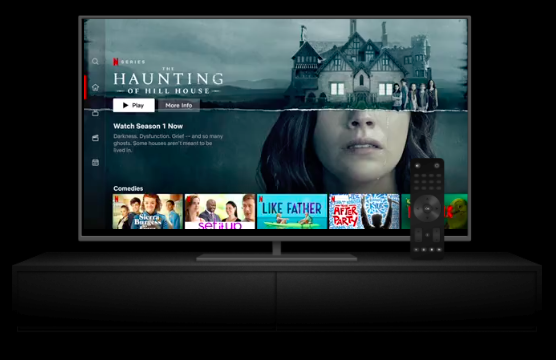 N SERIES
THE
HAUNTING
OF HILL HOUSE
Play
More Info
Watch Season 1 Now
Darkness. Dysfunction. Grief — and so many
ghosts. Some houses aren't meant to be
lived in.
Comedies
Sierra
Burgess
set it up
LIKE FATHER
AFTER
PARTY